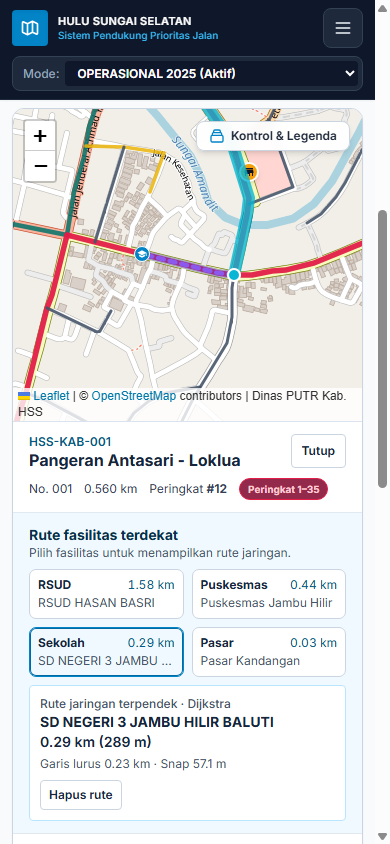 HULU SUNGAI SELATAN
Sistem Pendukung Prioritas Jalan
Mode: OPERASIONAL 2025 (Aktif)
+
−
Kontrol & Legenda
Jalan Jenderal Ahmad
Jalan Kesehatan
Sungai Amandit
Leaflet | © OpenStreetMap contributors | Dinas PUTR Kab.
HSS
HSS-KAB-001
Pangeran Antasari - Loklua
Tutup
No. 001 0.560 km Peringkat #12 Peringkat 1–35
Rute fasilitas terdekat
Pilih fasilitas untuk menampilkan rute jaringan.
RSUD 1.58 km
RSUD HASAN BASRI
Puskesmas 0.44 km
Puskesmas Jambu Hilir
Sekolah 0.29 km
SD NEGERI 3 JAMBU ...
Pasar 0.03 km
Pasar Kandangan
Rute jaringan terpendek · Dijkstra
SD NEGERI 3 JAMBU HILIR BALUTI
0.29 km (289 m)
Garis lurus 0.23 km · Snap 57.1 m
Hapus rute